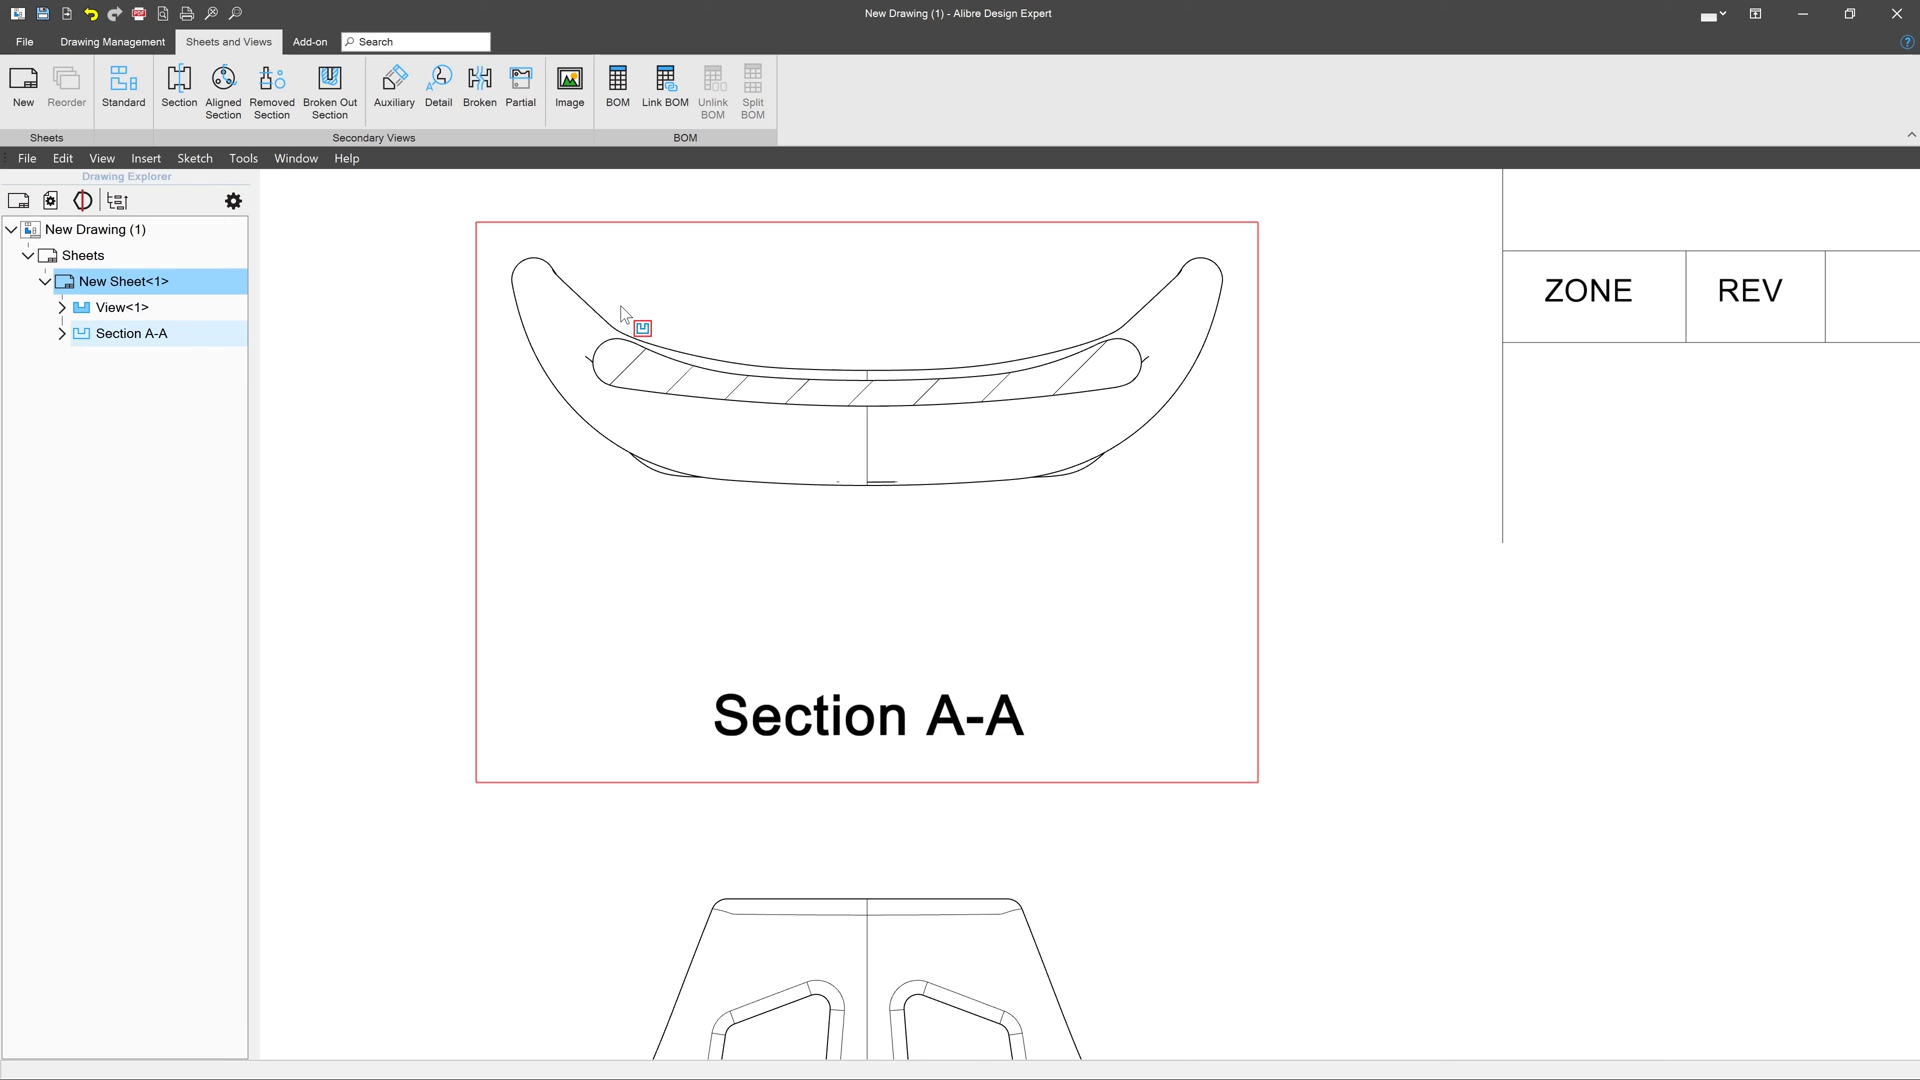 New Drawing (1) - Alibre Design Expert
File Drawing Management Sheets and Views Add-on Search
New Reorder Standard Section Aligned Section Removed Section Broken Out Section Auxiliary Detail Broken Partial Image BOM Link BOM Unlink BOM Split BOM
Sheets Secondary Views BOM
File Edit View Insert Sketch Tools Window Help
Drawing Explorer
New Drawing (1)
Sheets
New Sheet<1>
View<1>
Section A-A
ZONE REV
Section A-A